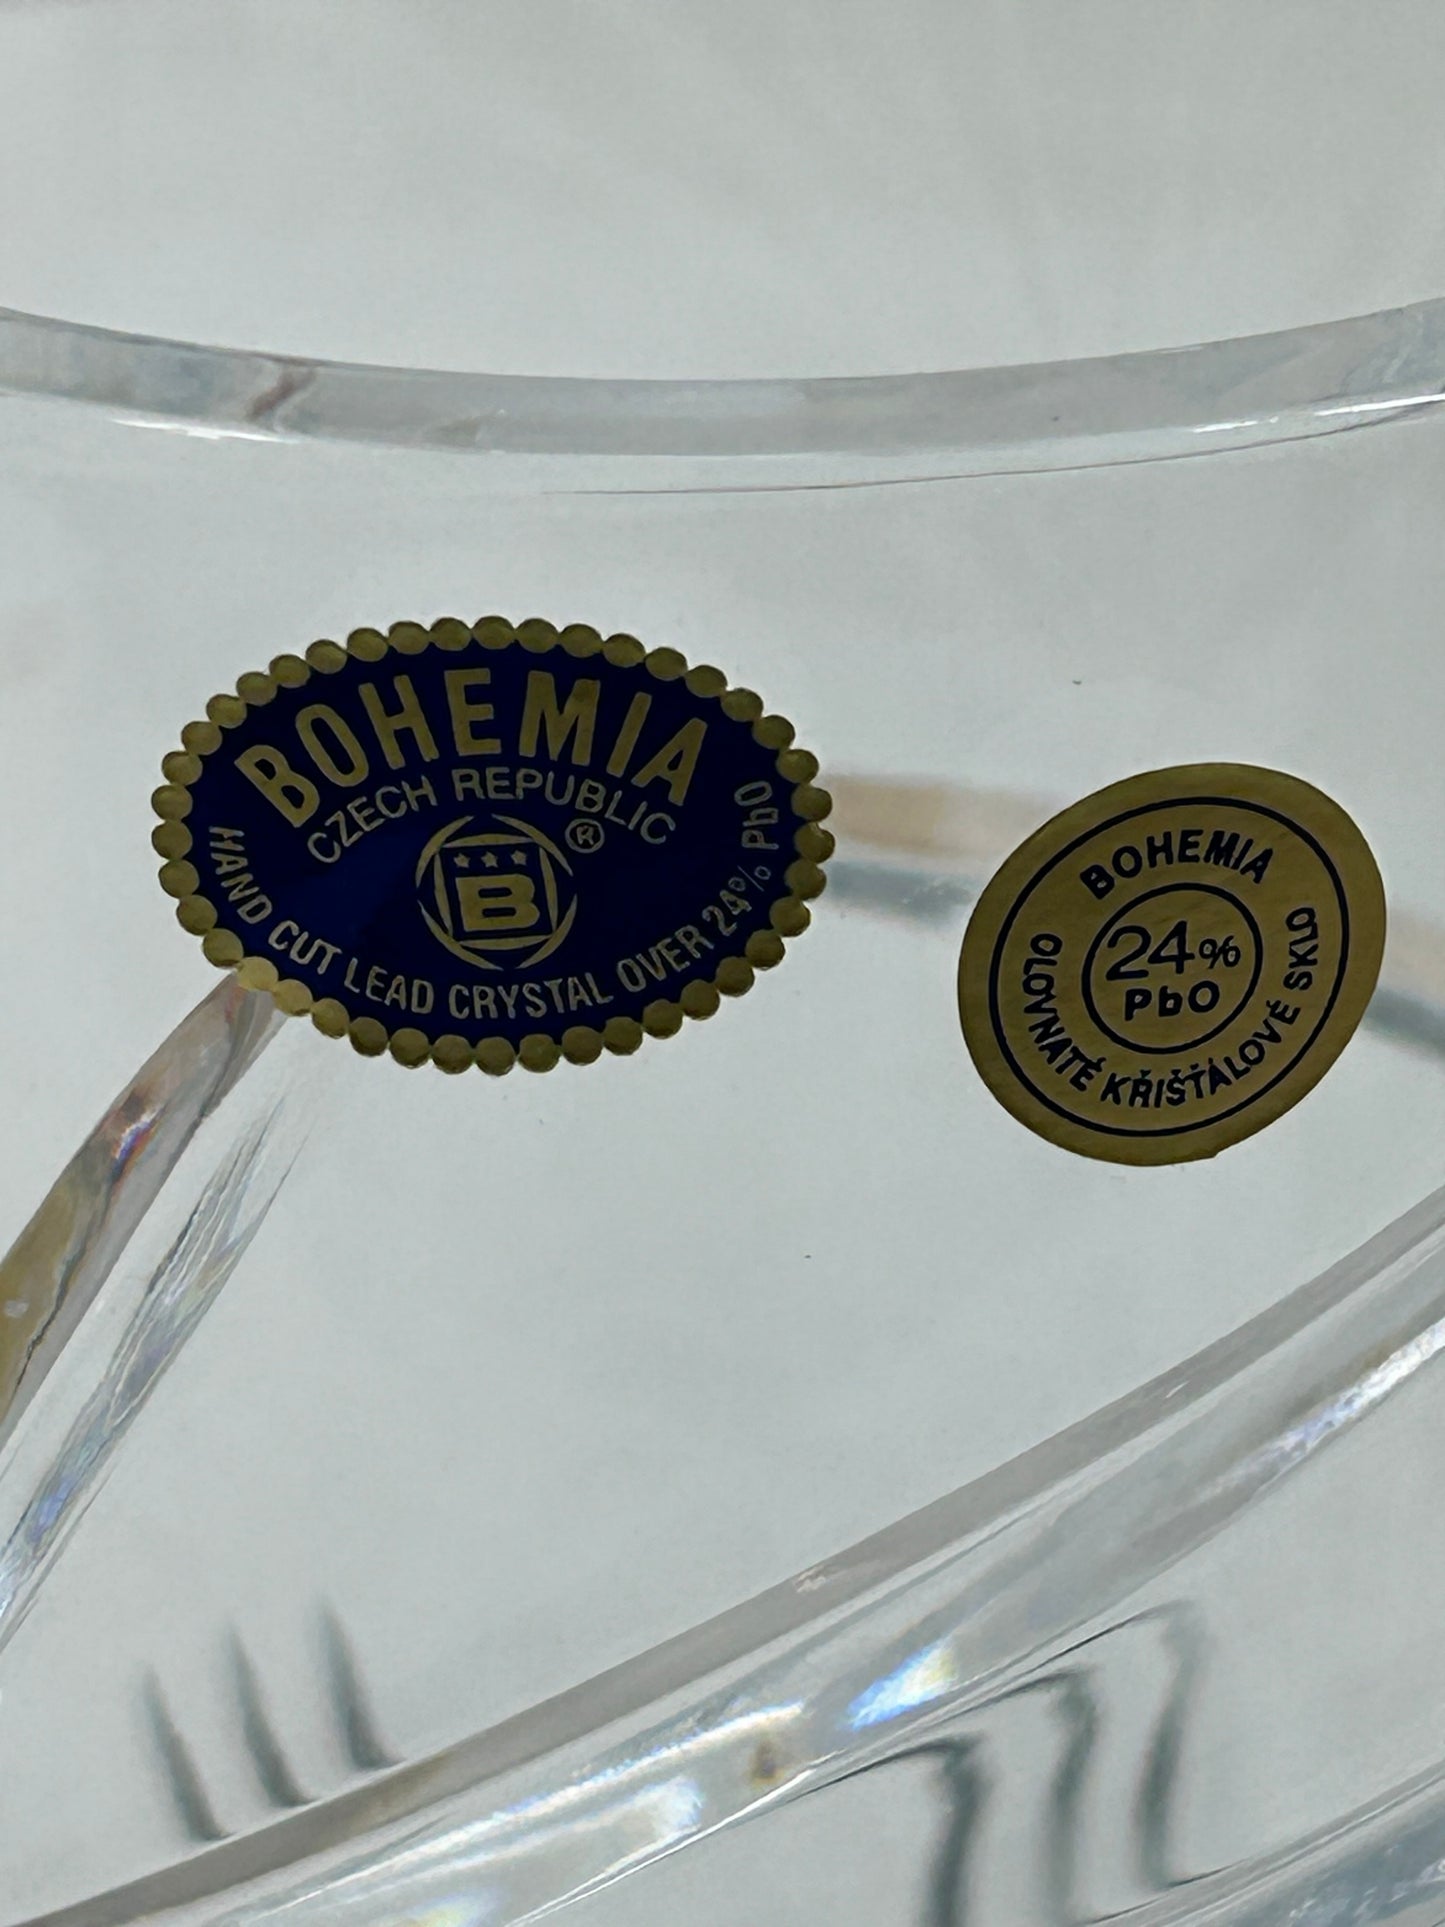 BOHEMIA
CZECH REPUBLIC
®
B
HAND CUT LEAD CRYSTAL OVER 24% PbO
BOHEMIA
24%
PbO
OLOVNATÉ KŘIŠŤÁLOVÉ SKLO